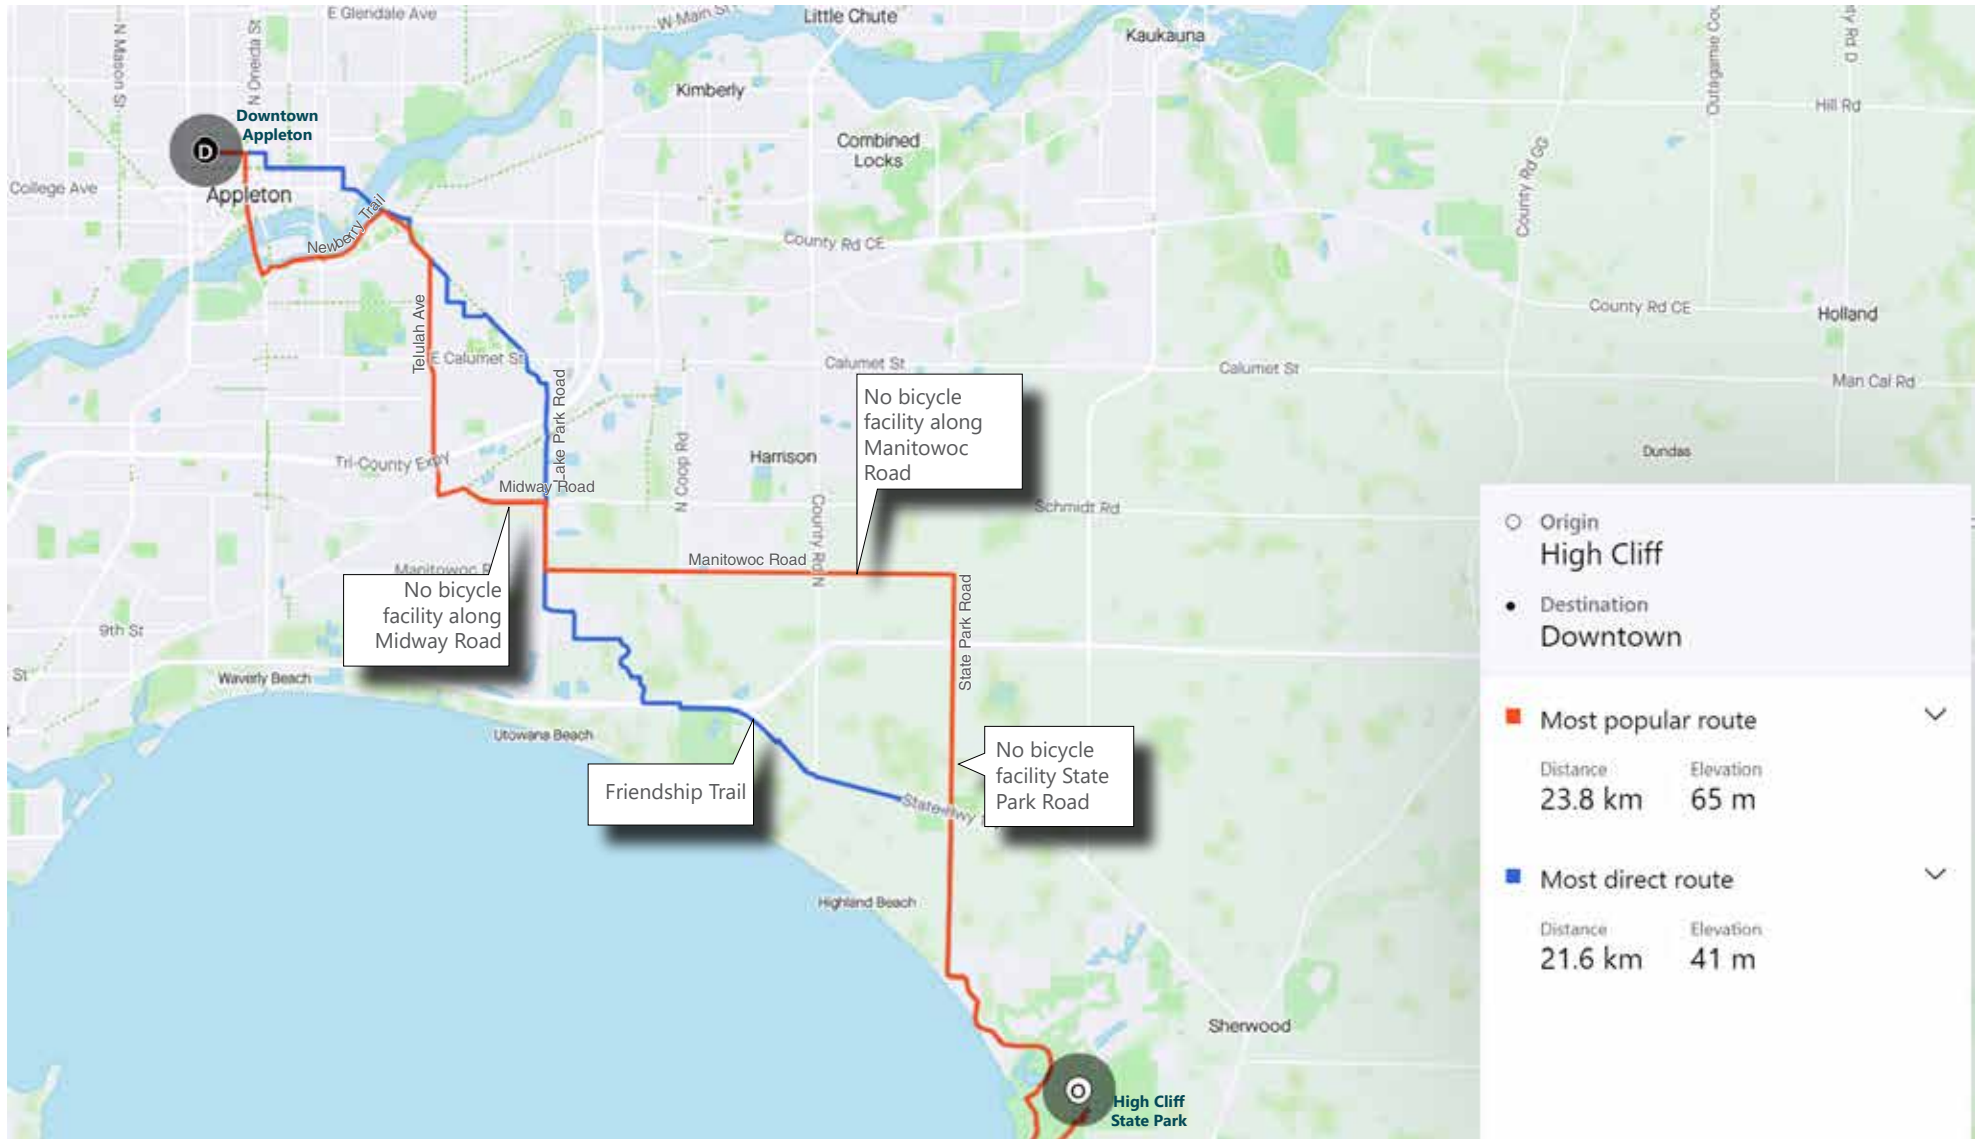 E Glendale Ave
W Main St
Little Chute
Kaukauna
N Mason St
N Oneida St
Kimberly
Hill Rd
Downtown
Appleton
D
Combined
Locks
County Rd GG
College Ave
Appleton
Newberry Trail
County Rd CE
County Rd CE
Holland
Telulah Ave
E Calumet St
Calumet St
Calumet St
Man Cal Rd
Lake Park Road
No bicycle
facility along
Manitowoc
Road
Tri-County Expy
N Coop Rd
Harrison
Dundas
Midway Road
County Rd N
Schmidt Rd
Manitowoc Road
No bicycle
facility along
Midway Road
State Park Road
9th St
St
Waverly Beach
Utowana Beach
No bicycle
facility State
Park Road
Friendship Trail
State Hwy
Highland Beach
Sherwood
O
High Cliff
State Park
Origin
High Cliff
Destination
Downtown
Most popular route
Distance Elevation
23.8 km 65 m
Most direct route
Distance Elevation
21.6 km 41 m